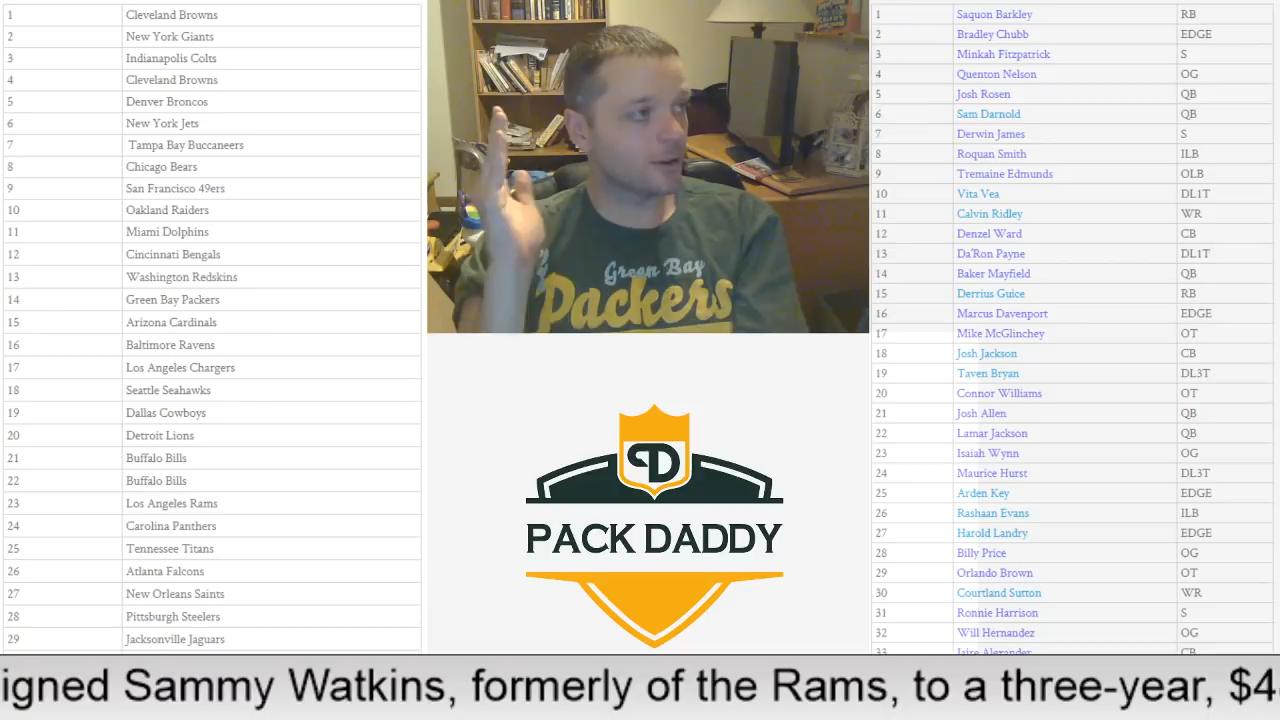 1 Cleveland Browns
2 New York Giants
3 Indianapolis Colts
4 Cleveland Browns
5 Denver Broncos
6 New York Jets
7 Tampa Bay Buccaneers
8 Chicago Bears
9 San Francisco 49ers
10 Oakland Raiders
11 Miami Dolphins
12 Cincinnati Bengals
13 Washington Redskins
14 Green Bay Packers
15 Arizona Cardinals
16 Baltimore Ravens
17 Los Angeles Chargers
18 Seattle Seahawks
19 Dallas Cowboys
20 Detroit Lions
21 Buffalo Bills
22 Buffalo Bills
23 Los Angeles Rams
24 Carolina Panthers
25 Tennessee Titans
26 Atlanta Falcons
27 New Orleans Saints
28 Pittsburgh Steelers
29 Jacksonville Jaguars
Green Bay
Packers
PD
PACK DADDY
1 Saquon Barkley RB
2 Bradley Chubb EDGE
3 Minkah Fitzpatrick S
4 Quenton Nelson OG
5 Josh Rosen QB
6 Sam Darnold QB
7 Derwin James S
8 Roquan Smith ILB
9 Tremaine Edmunds OLB
10 Vita Vea DL1T
11 Calvin Ridley WR
12 Denzel Ward CB
13 Da'Ron Payne DL1T
14 Baker Mayfield QB
15 Derrius Guice RB
16 Marcus Davenport EDGE
17 Mike McGlinchey OT
18 Josh Jackson CB
19 Taven Bryan DL3T
20 Connor Williams OT
21 Josh Allen QB
22 Lamar Jackson QB
23 Isaiah Wynn OG
24 Maurice Hurst DL3T
25 Arden Key EDGE
26 Rashaan Evans ILB
27 Harold Landry EDGE
28 Billy Price OG
29 Orlando Brown OT
30 Courtland Sutton WR
31 Ronnie Harrison S
32 Will Hernandez OG
33 Jaire Alexander CB
igned Sammy Watkins, formerly of the Rams, to a three-year, $4